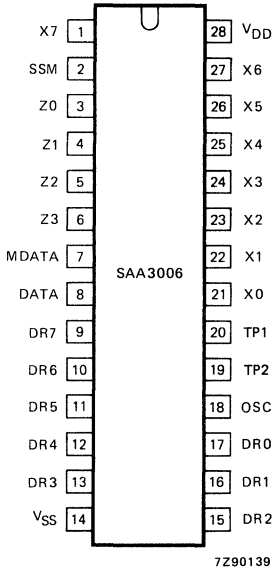 X7 1 28 VDD
SSM 2 27 X6
Z0 3 26 X5
Z1 4 25 X4
Z2 5 24 X3
Z3 6 23 X2
MDATA 7 22 X1
SAA3006
DATA 8 21 X0
DR7 9 20 TP1
DR6 10 19 TP2
DR5 11 18 OSC
DR4 12 17 DR0
DR3 13 16 DR1
VSS 14 15 DR2
7Z90139